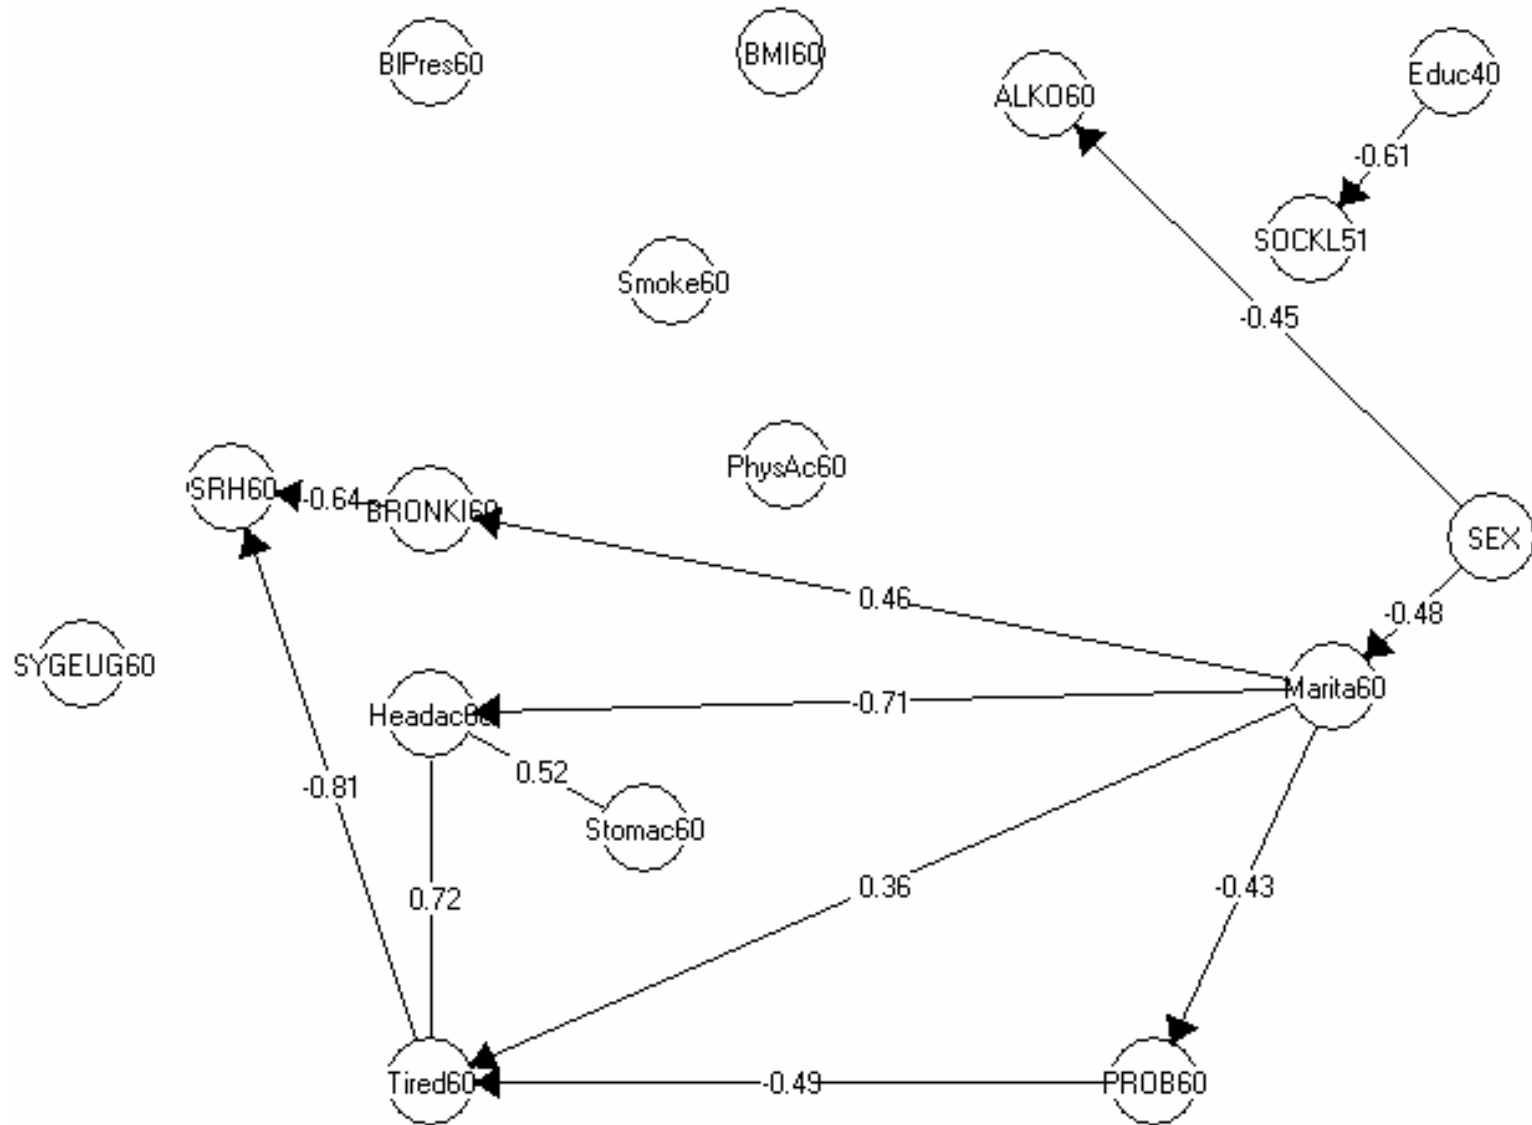 BMI60
BlPres60
Educ40
ALKO60
-0.61
SOCKL51
Smoke60
-0.45
PhysAc60
SRH60
-0.64
BRONKI60
SEX
0.46
-0.48
SYGEUG60
Marita60
-0.71
Headac60
0.52
-0.81
Stomac60
0.72
0.36
-0.43
Tired60
-0.49
PROB60